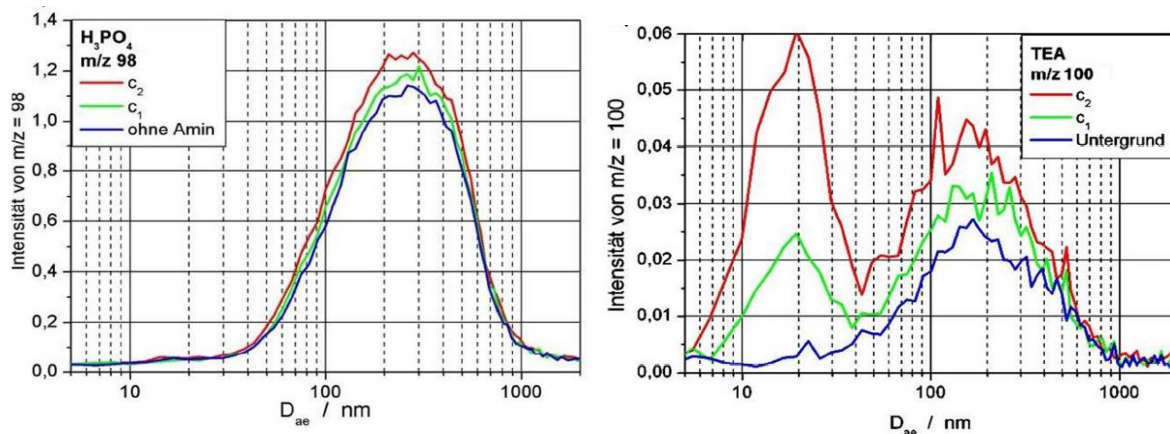 1,4
1,2
1,0
0,8
0,6
0,4
0,2
0,0
Intensität von m/z = 98
H₃PO₄
m/z 98
c₂
c₁
ohne Amin
10 100 1000
D_ae / nm
0,06
0,05
0,04
0,03
0,02
0,01
0,00
Intensität von m/z = 100
TEA
m/z 100
c₂
c₁
Untergrund
10 100 1000
D_ae / nm